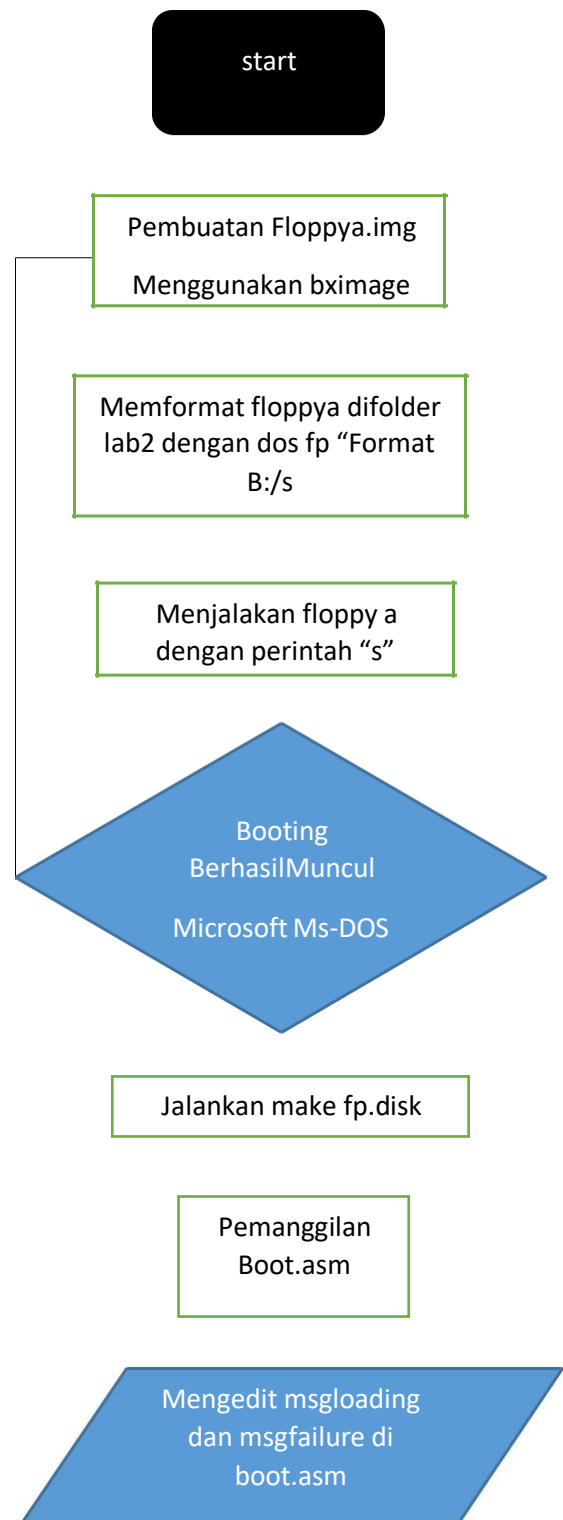 start
Pembuatan Floppya.img
Menggunakan bximage
Memformat floppya difolder
lab2 dengan dos fp “Format
B:/s
Menjalakan floppy a
dengan perintah “s”
Booting
BerhasilMuncul
Microsoft Ms-DOS
Jalankan make fp.disk
Pemanggilan
Boot.asm
Mengedit msgloading
dan msgfailure di
boot.asm